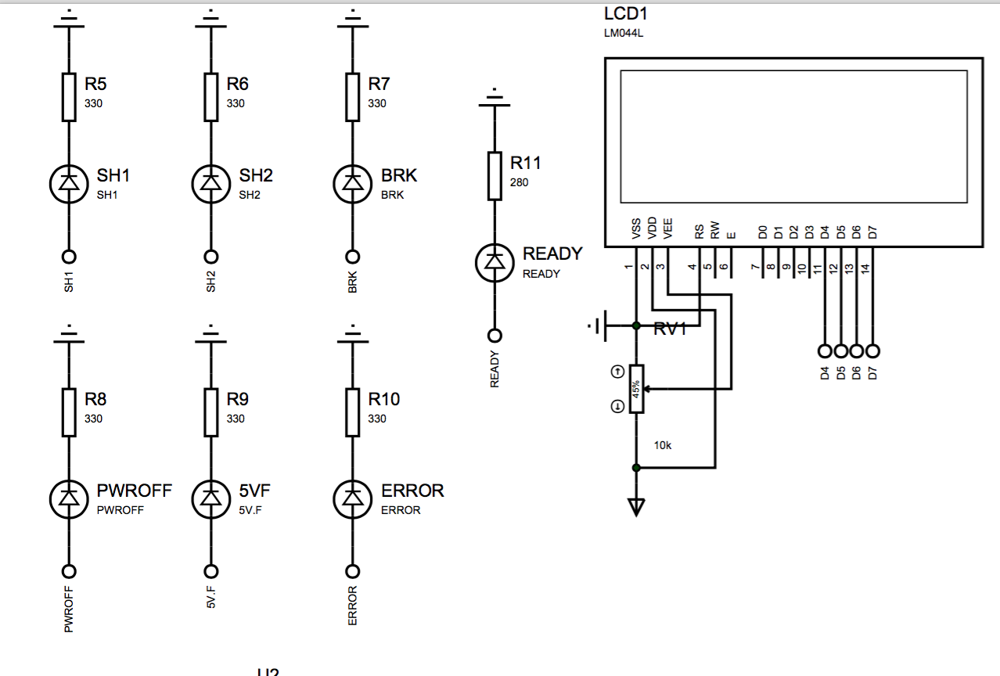 LCD1
LM044L
R5
330
R6
330
R7
330
R11
280
SH1
SH1
SH2
SH2
BRK
BRK
READY
READY
SH1
SH2
BRK
READY
VSS
VDD
VEE
RS
RW
E
D0
D1
D2
D3
D4
D5
D6
D7
1
2
3
4
5
6
7
8
9
10
11
12
13
14
RV1
45%
10k
D4
D5
D6
D7
R8
330
R9
330
R10
330
PWROFF
PWROFF
5VF
5V.F
ERROR
ERROR
PWROFF
5V.F
ERROR
U2